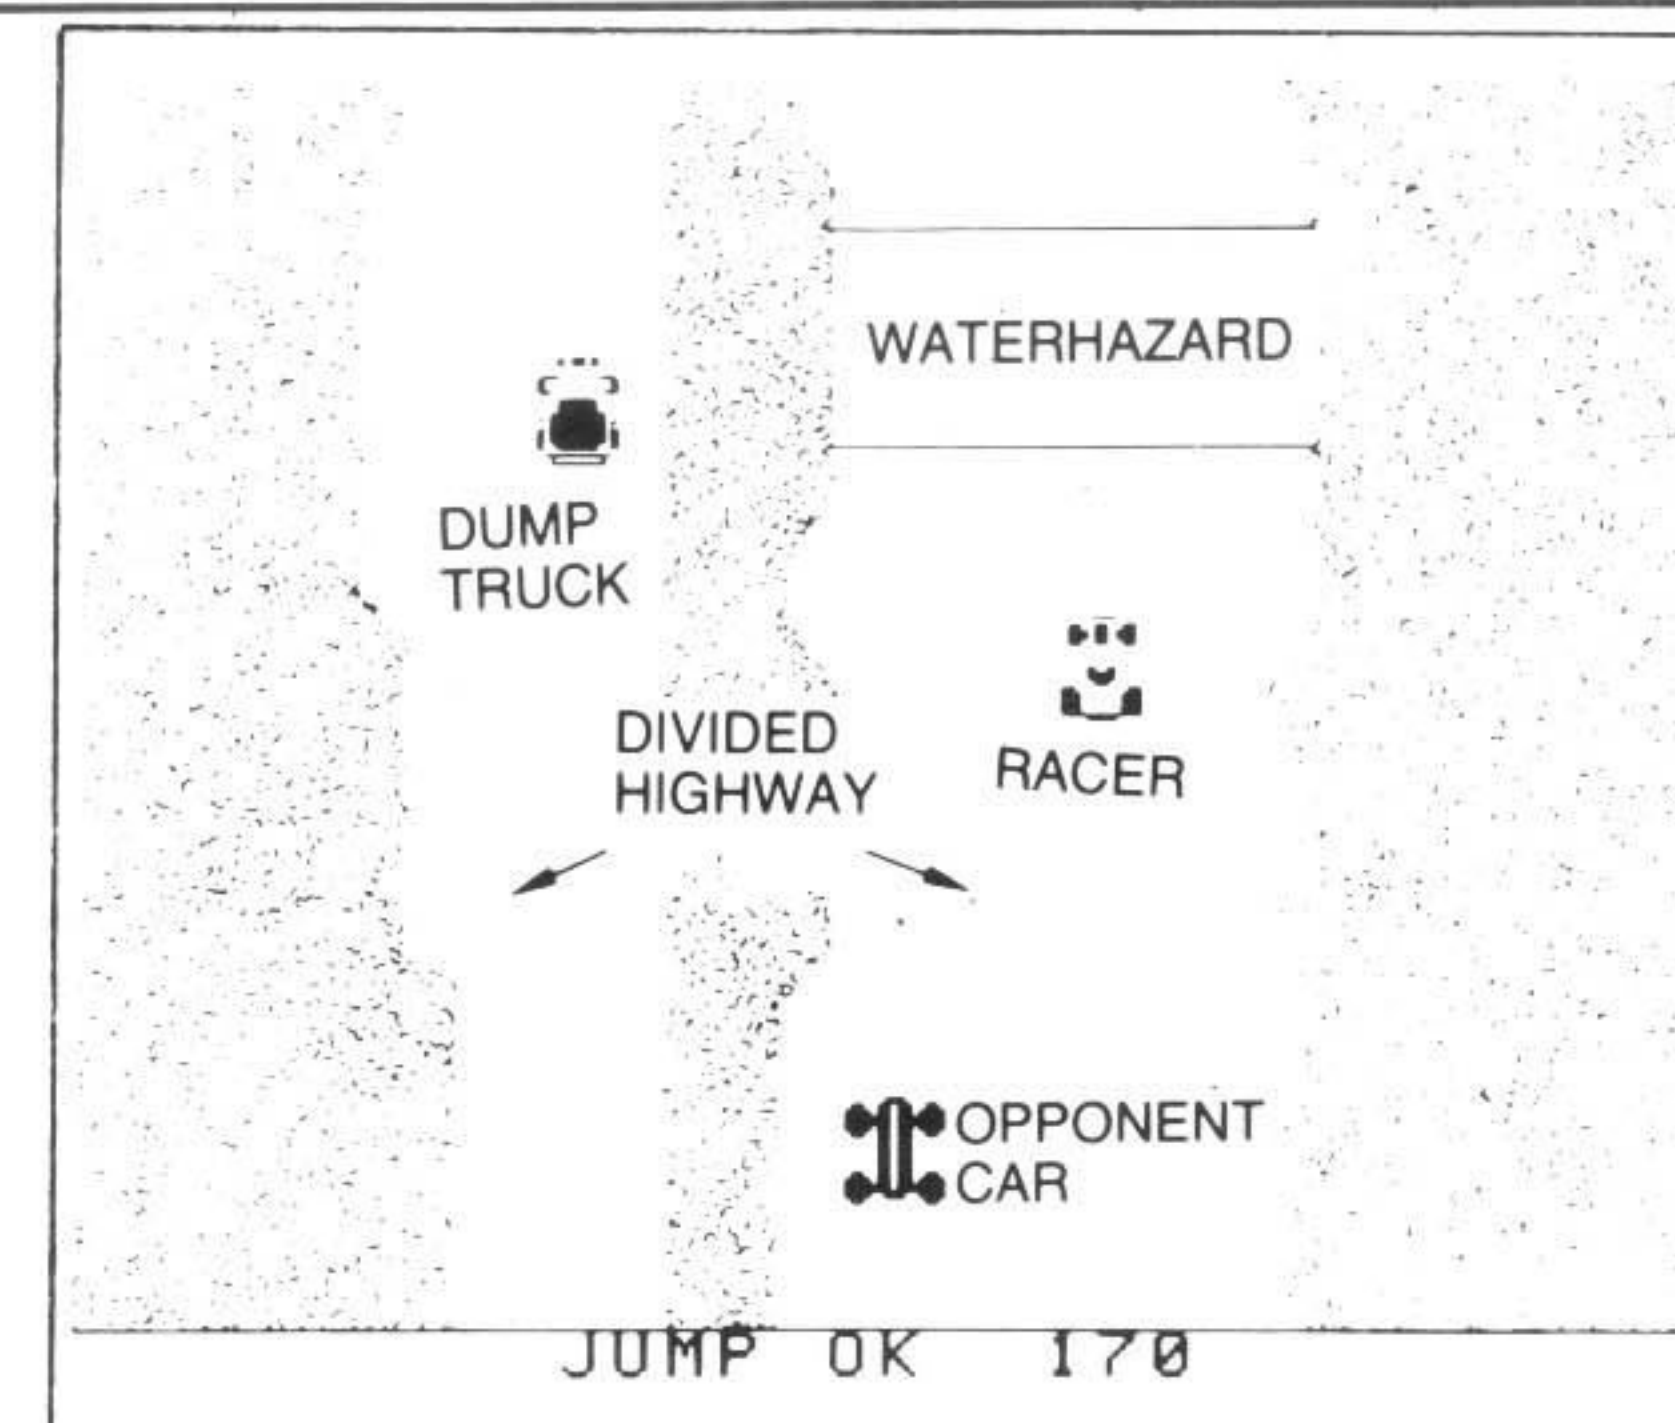 WATERHAZARD
DUMP
TRUCK
DIVIDED
HIGHWAY
RACER
OPPONENT
CAR
JUMP OK 170